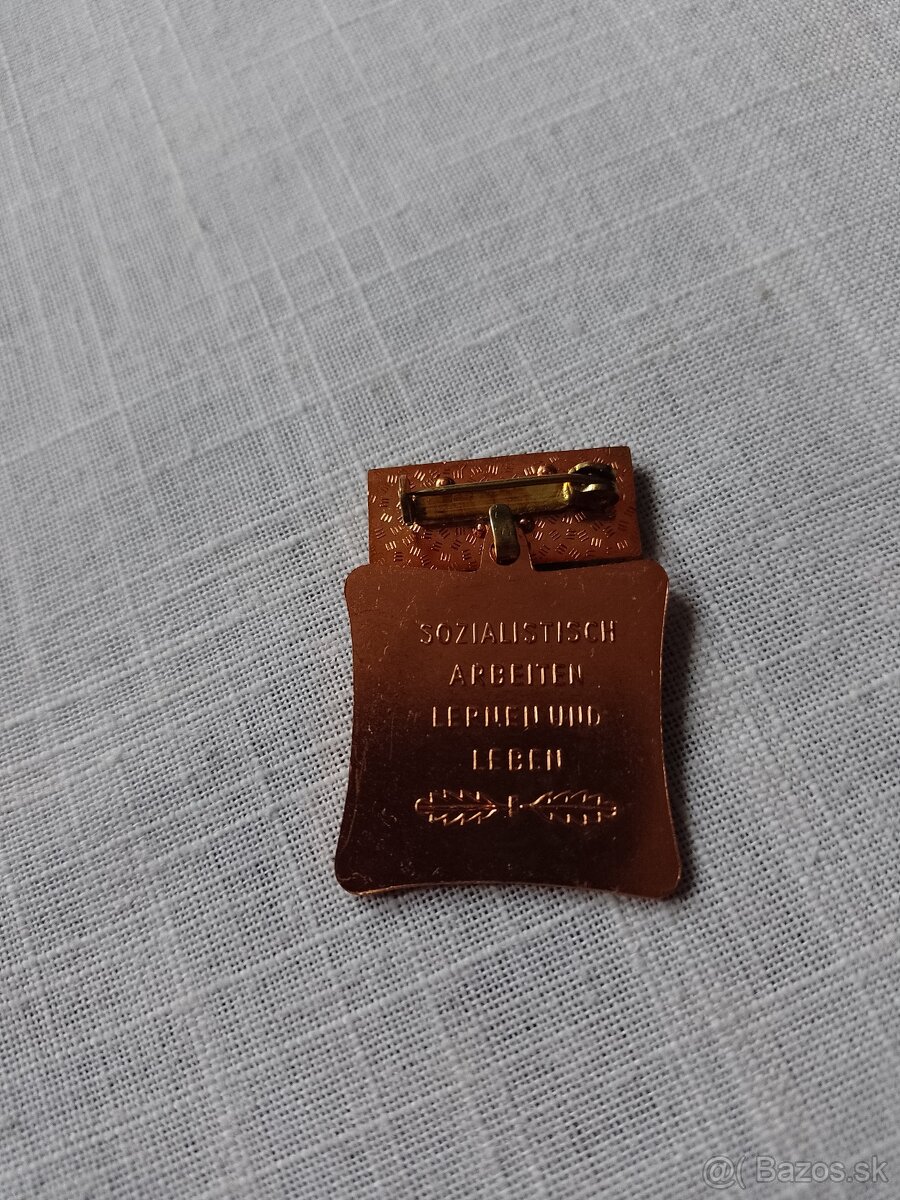 SOZIALISTISCH
ARBEITEN
LERNEN UND
LEBEN
@( Bazos.sk